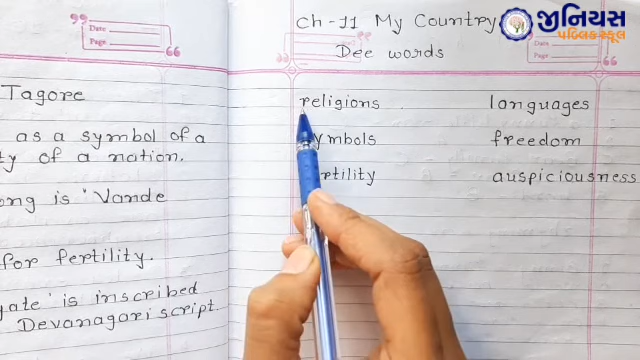 Date
Page
Tagore
as a symbol of a
ty of a nation.
ong is "Vande
for fertility.
gate' is inscribed
Devanagari script.
ch-11 My Country
Dee words
જીનિયસ
પબ્લિક સ્કૂલ
Date
Page
religions languages
ymbols freedom
rtility auspiciousness